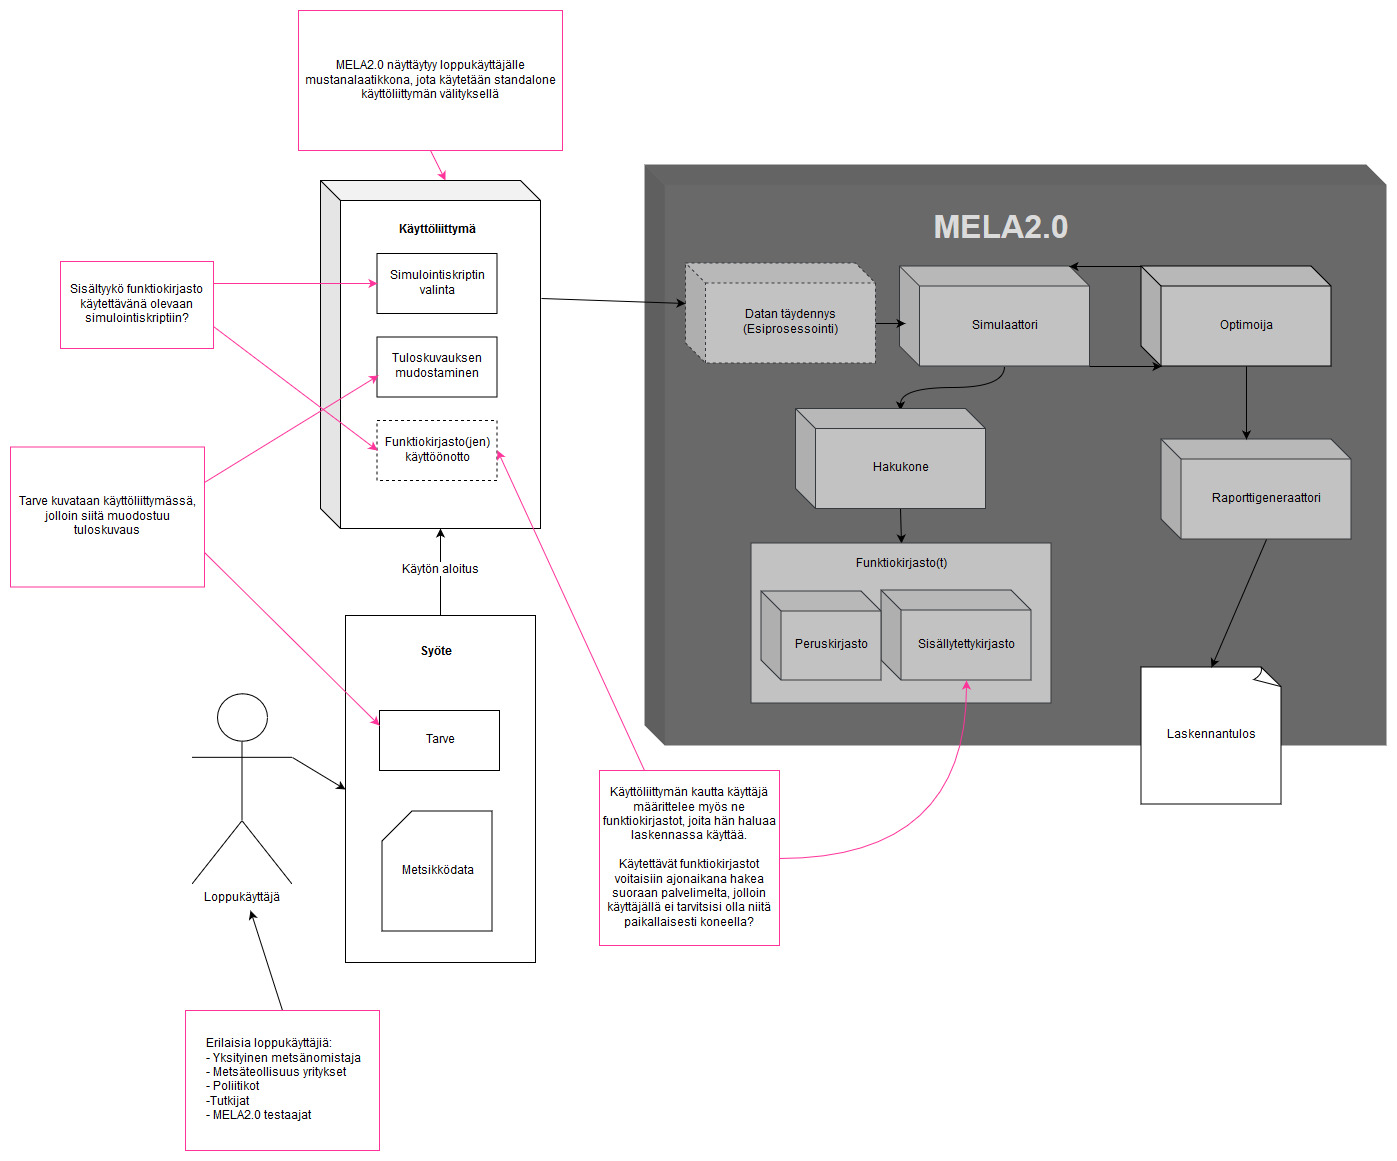 MELA2.0 näyttäytyy loppukäyttäjälle
mustanalaatikkona, jota käytetään standalone
käyttöliittymän välityksellä
MELA2.0
Käyttöliittymä
Simulointiskriptin
valinta
Sisältyykö funktiokirjasto
käytettävänä olevaan
simulointiskriptiin?
Datan täydennys
(Esiprosessointi)
Simulaattori
Optimoija
Tuloskuvauksen
mudostaminen
Funktiokirjasto(jen)
käyttöönotto
Hakukone
Raporttigeneraattori
Tarve kuvataan käyttöliittymässä,
jolloin siitä muodostuu
tuloskuvaus
Käytön aloitus
Funktiokirjasto(t)
Peruskirjasto
Sisällytettykirjasto
Syöte
Tarve
Laskennantulos
Metsikködata
Käyttöliittymän kautta käyttäjä
määrittelee myös ne
funktiokirjastot, joita hän haluaa
laskennassa käyttää.
Käytettävät funktiokirjastot
voitaisiin ajonaikana hakea
suoraan palvelimelta, jolloin
käyttäjällä ei tarvitsisi olla niitä
paikallaisesti koneella?
Loppukäyttäjä
Erilaisia loppukäyttäjiä:
- Yksityinen metsänomistaja
- Metsäteollisuus yritykset
- Poliitikot
-Tutkijat
- MELA2.0 testaajat